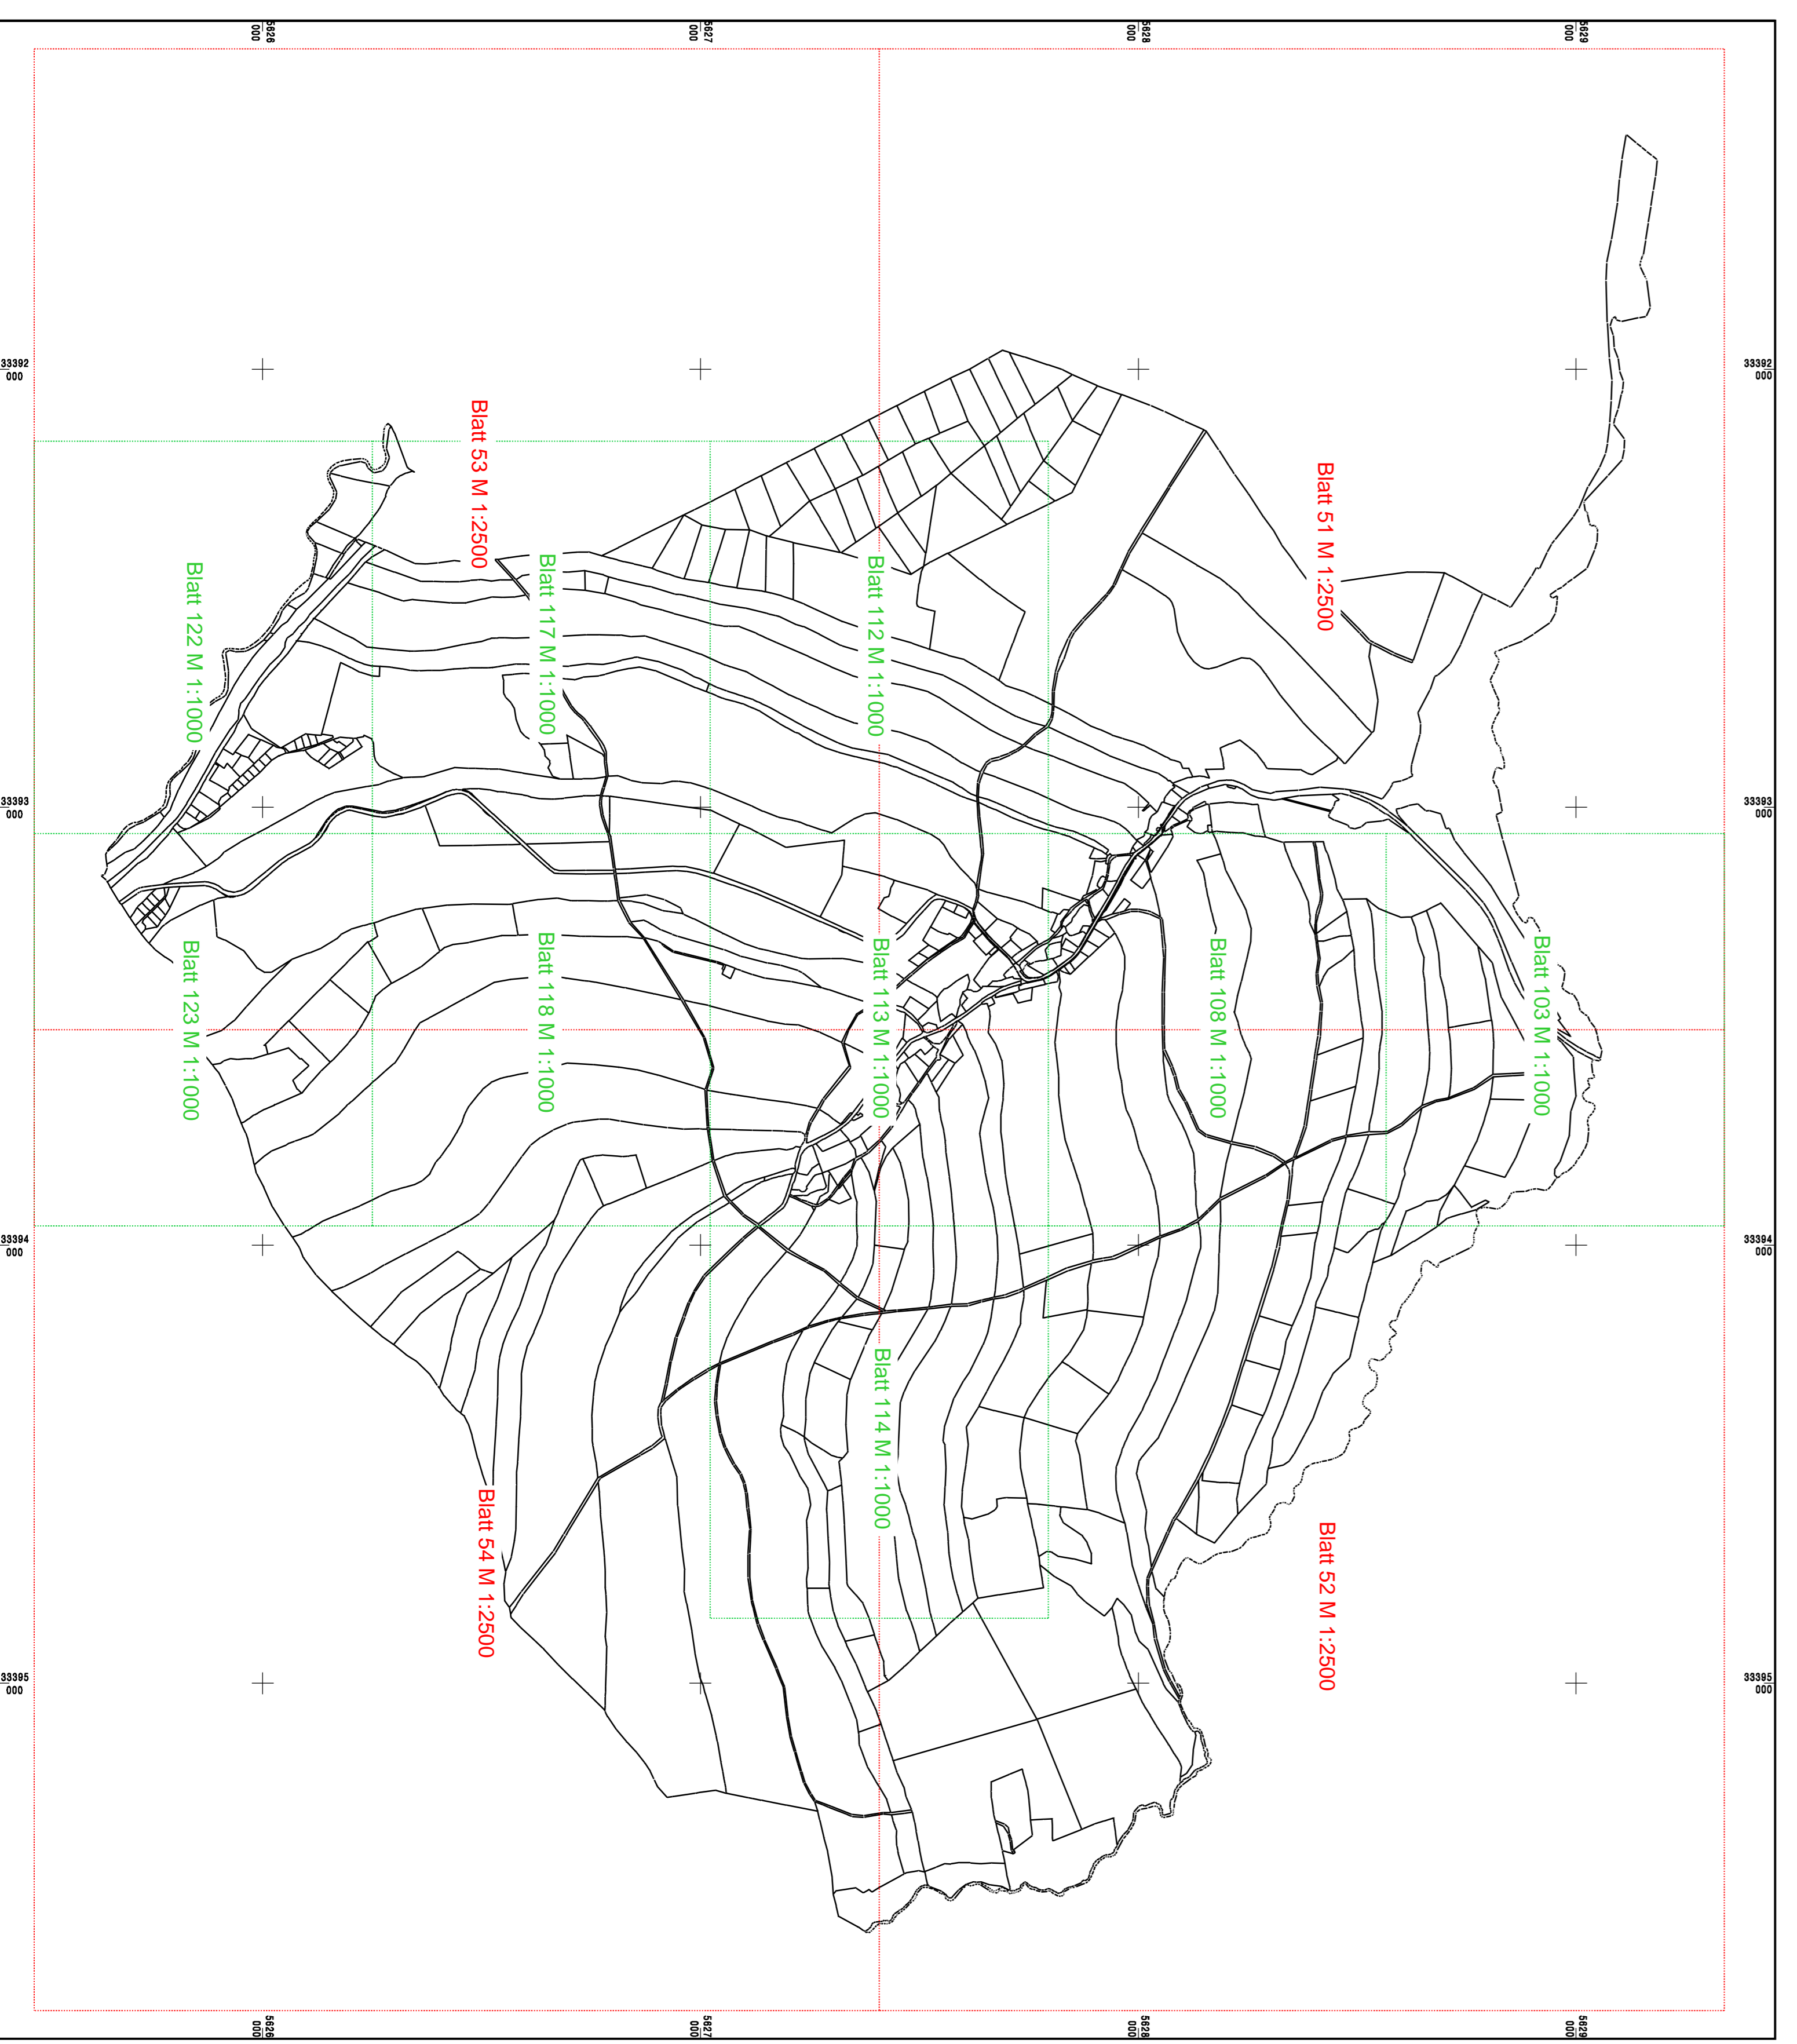 5626
000
5627
000
5628
000
5629
000
33392
000
33392
000
Blatt 53 M 1:2500
Blatt 51 M 1:2500
Blatt 122 M 1:1000
Blatt 117 M 1:1000
Blatt 112 M 1:1000
33393
000
33393
000
Blatt 123 M 1:1000
Blatt 118 M 1:1000
Blatt 113 M 1:1000
Blatt 108 M 1:1000
Blatt 103 M 1:1000
33394
000
33394
000
Blatt 114 M 1:1000
Blatt 54 M 1:2500
Blatt 52 M 1:2500
33395
000
33395
000
5626
000
5627
000
5628
000
5629
000